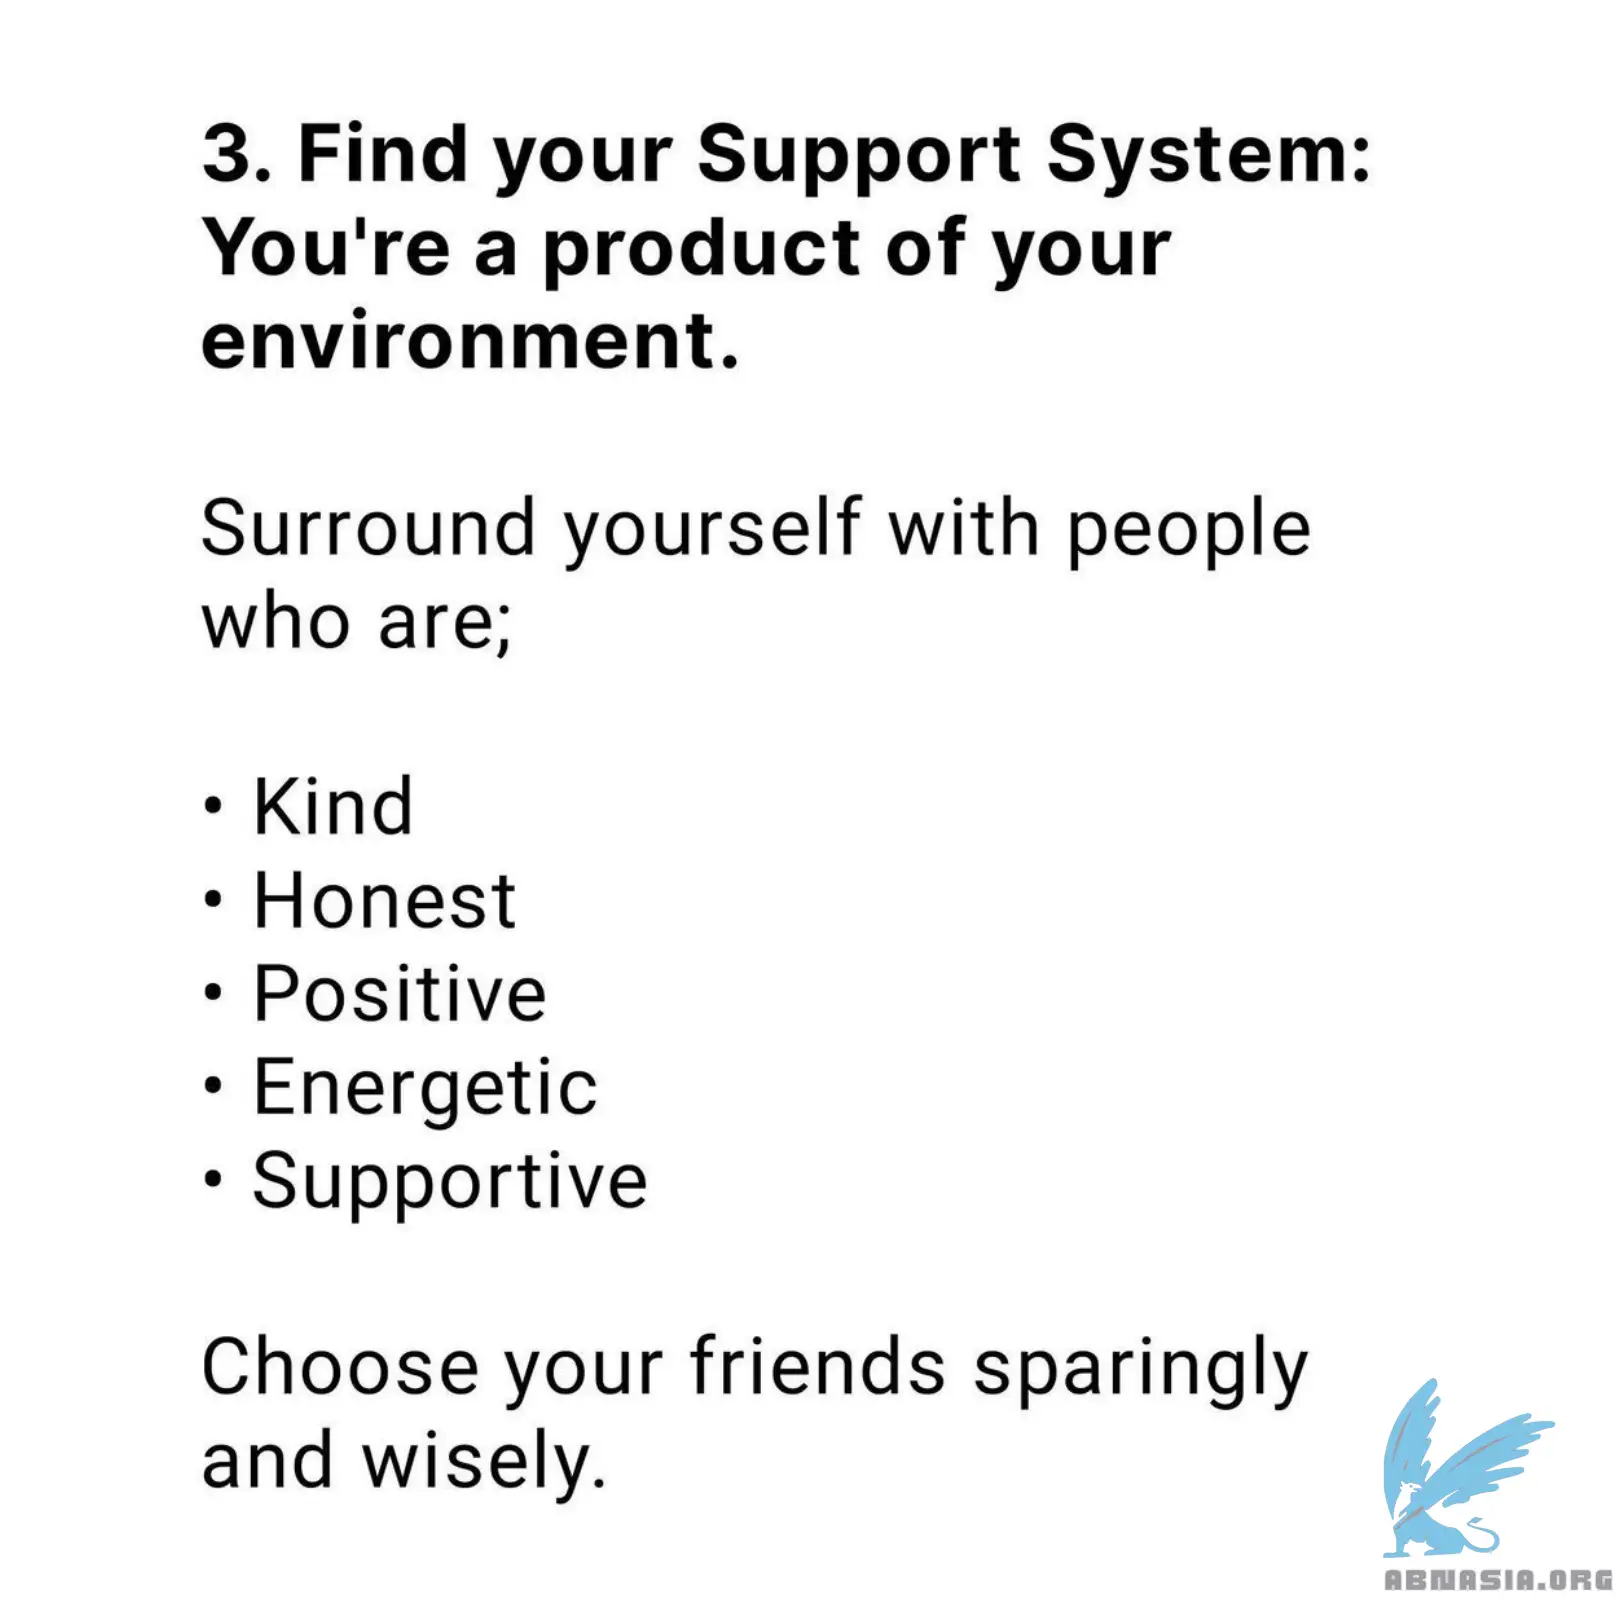 3. Find your Support System:
You're a product of your
environment.
Surround yourself with people
who are;
• Kind
• Honest
• Positive
• Energetic
• Supportive
Choose your friends sparingly
and wisely.
ABNASIA.ORG